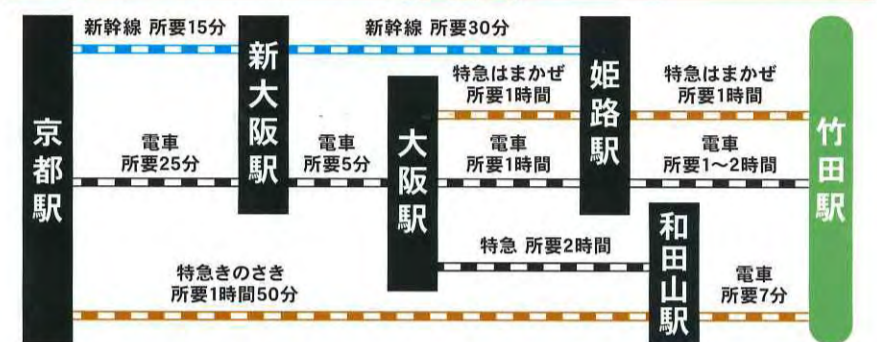 新幹線 所要15分
新幹線 所要30分
京都駅
新大阪駅
大阪駅
姫路駅
竹田駅
特急はまかぜ
所要1時間
特急はまかぜ
所要1時間
電車
所要25分
電車
所要5分
電車
所要1時間
電車
所要1～2時間
和田山駅
特急 所要2時間
特急きのさき
所要1時間50分
電車
所要7分